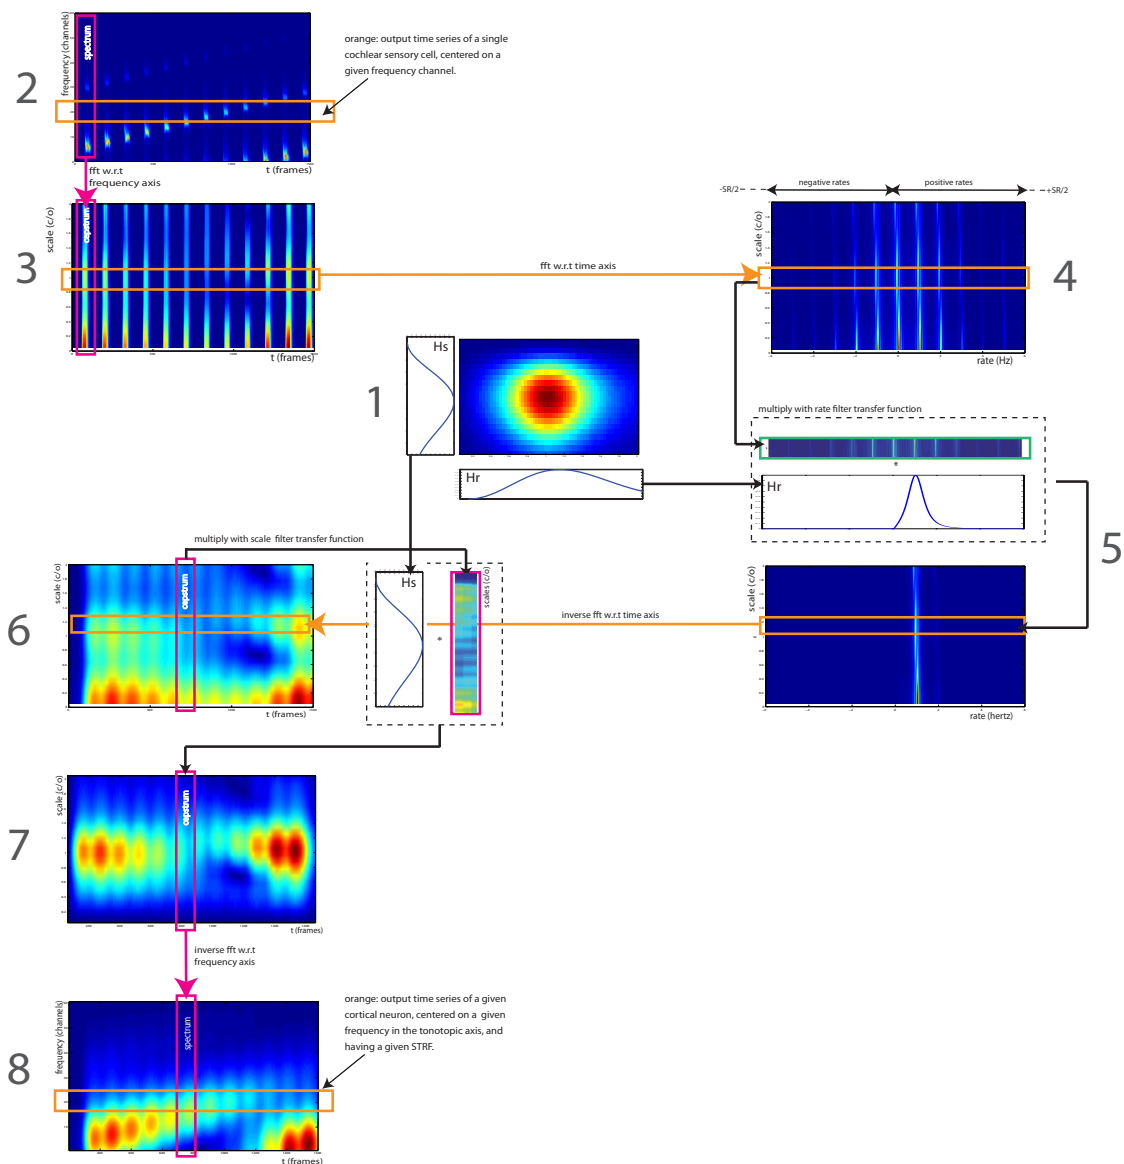 2
frequency (channels)
spectrum
t (frames)
orange: output time series of a single
cochlear sensory cell, centered on a
given frequency channel.
fft w.r.t
frequency axis
3
scale (c/o)
cepstrum
t (frames)
fft w.r.t time axis
-SR/2
negative rates
positive rates
+SR/2
scale (c/o)
rate (Hz)
4
1
Hs
Hr
multiply with rate filter transfer function
*
Hr
5
multiply with scale filter transfer function
6
scale (c/o)
cepstrum
t (frames)
Hs
*
scales (c/o)
inverse fft w.r.t time axis
scale (c/o)
rate (hertz)
7
scale (c/o)
cepstrum
t (frames)
inverse fft w.r.t
frequency axis
8
frequency (channels)
spectrum
t (frames)
orange: output time series of a given
cortical neuron, centered on a given
frequency in the tonotopic axis, and
having a given STRF.